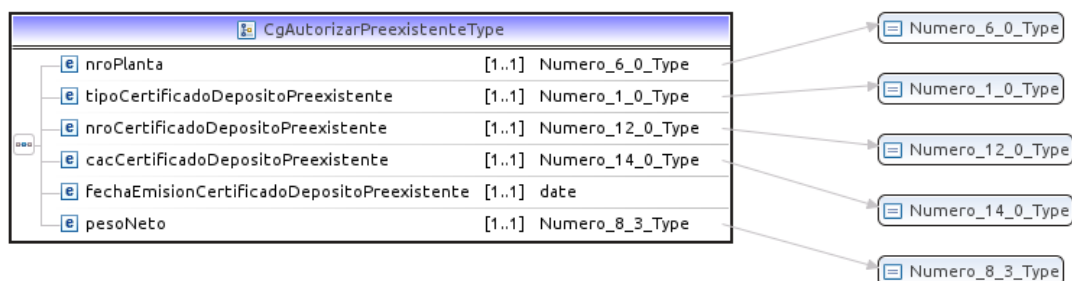 CgAutorizarPreexistenteType
nroPlanta [1..1] Numero_6_0_Type
tipoCertificadoDepositoPreexistente [1..1] Numero_1_0_Type
nroCertificadoDepositoPreexistente [1..1] Numero_12_0_Type
cacCertificadoDepositoPreexistente [1..1] Numero_14_0_Type
fechaEmisionCertificadoDepositoPreexistente [1..1] date
pesoNeto [1..1] Numero_8_3_Type
Numero_6_0_Type
Numero_1_0_Type
Numero_12_0_Type
Numero_14_0_Type
Numero_8_3_Type